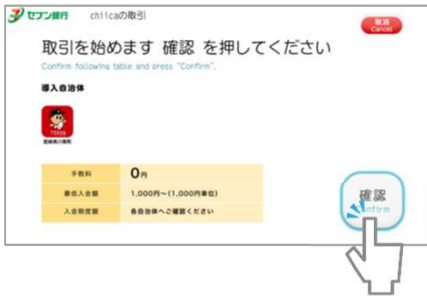 セブン銀行 chiicaの取引
取消
Cancel
取引を始めます 確認 を押してください
Confirm following table and press "Confirm".
導入自治体
手数料 0円
最低入金額 1,000円～(1,000円単位)
入金限度額 各自治体へご確認ください
確認
Confirm